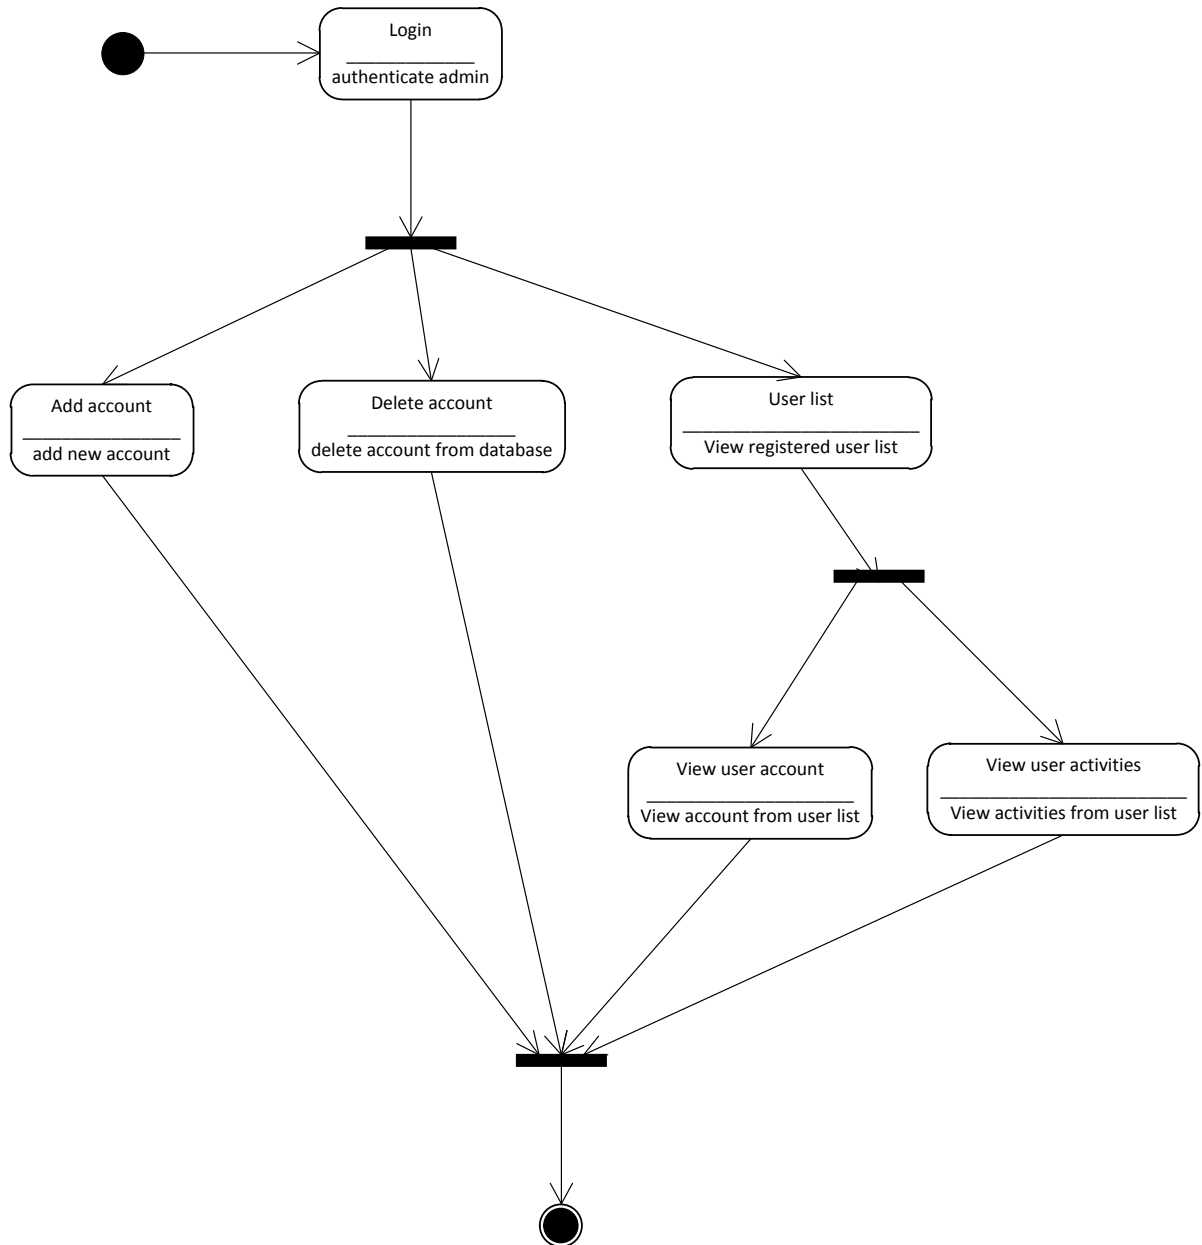 Login
authenticate admin
Add account
add new account
Delete account
delete account from database
User list
View registered user list
View user account
View account from user list
View user activities
View activities from user list